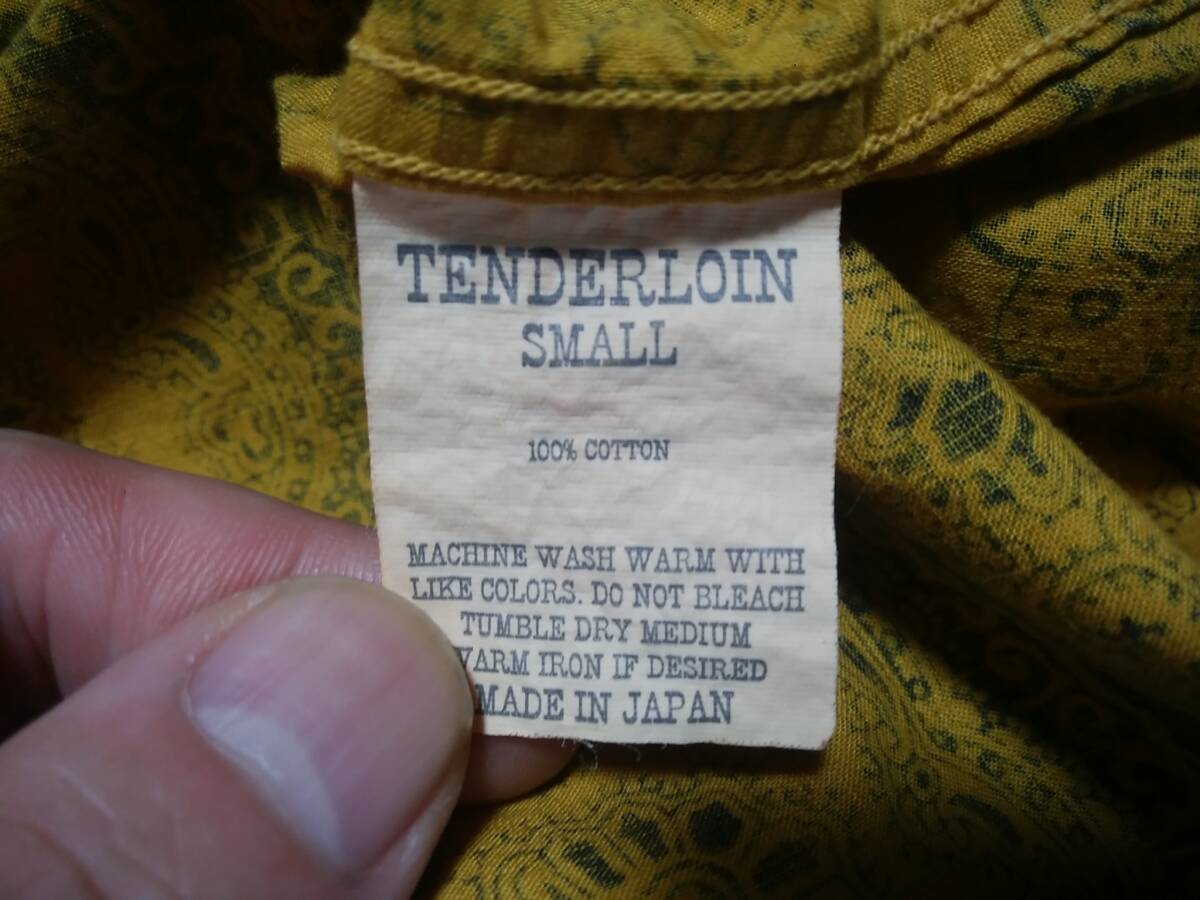 TENDERLOIN
SMALL
100% COTTON
MACHINE WASH WARM WITH
LIKE COLORS. DO NOT BLEACH
TUMBLE DRY MEDIUM
WARM IRON IF DESIRED
MADE IN JAPAN